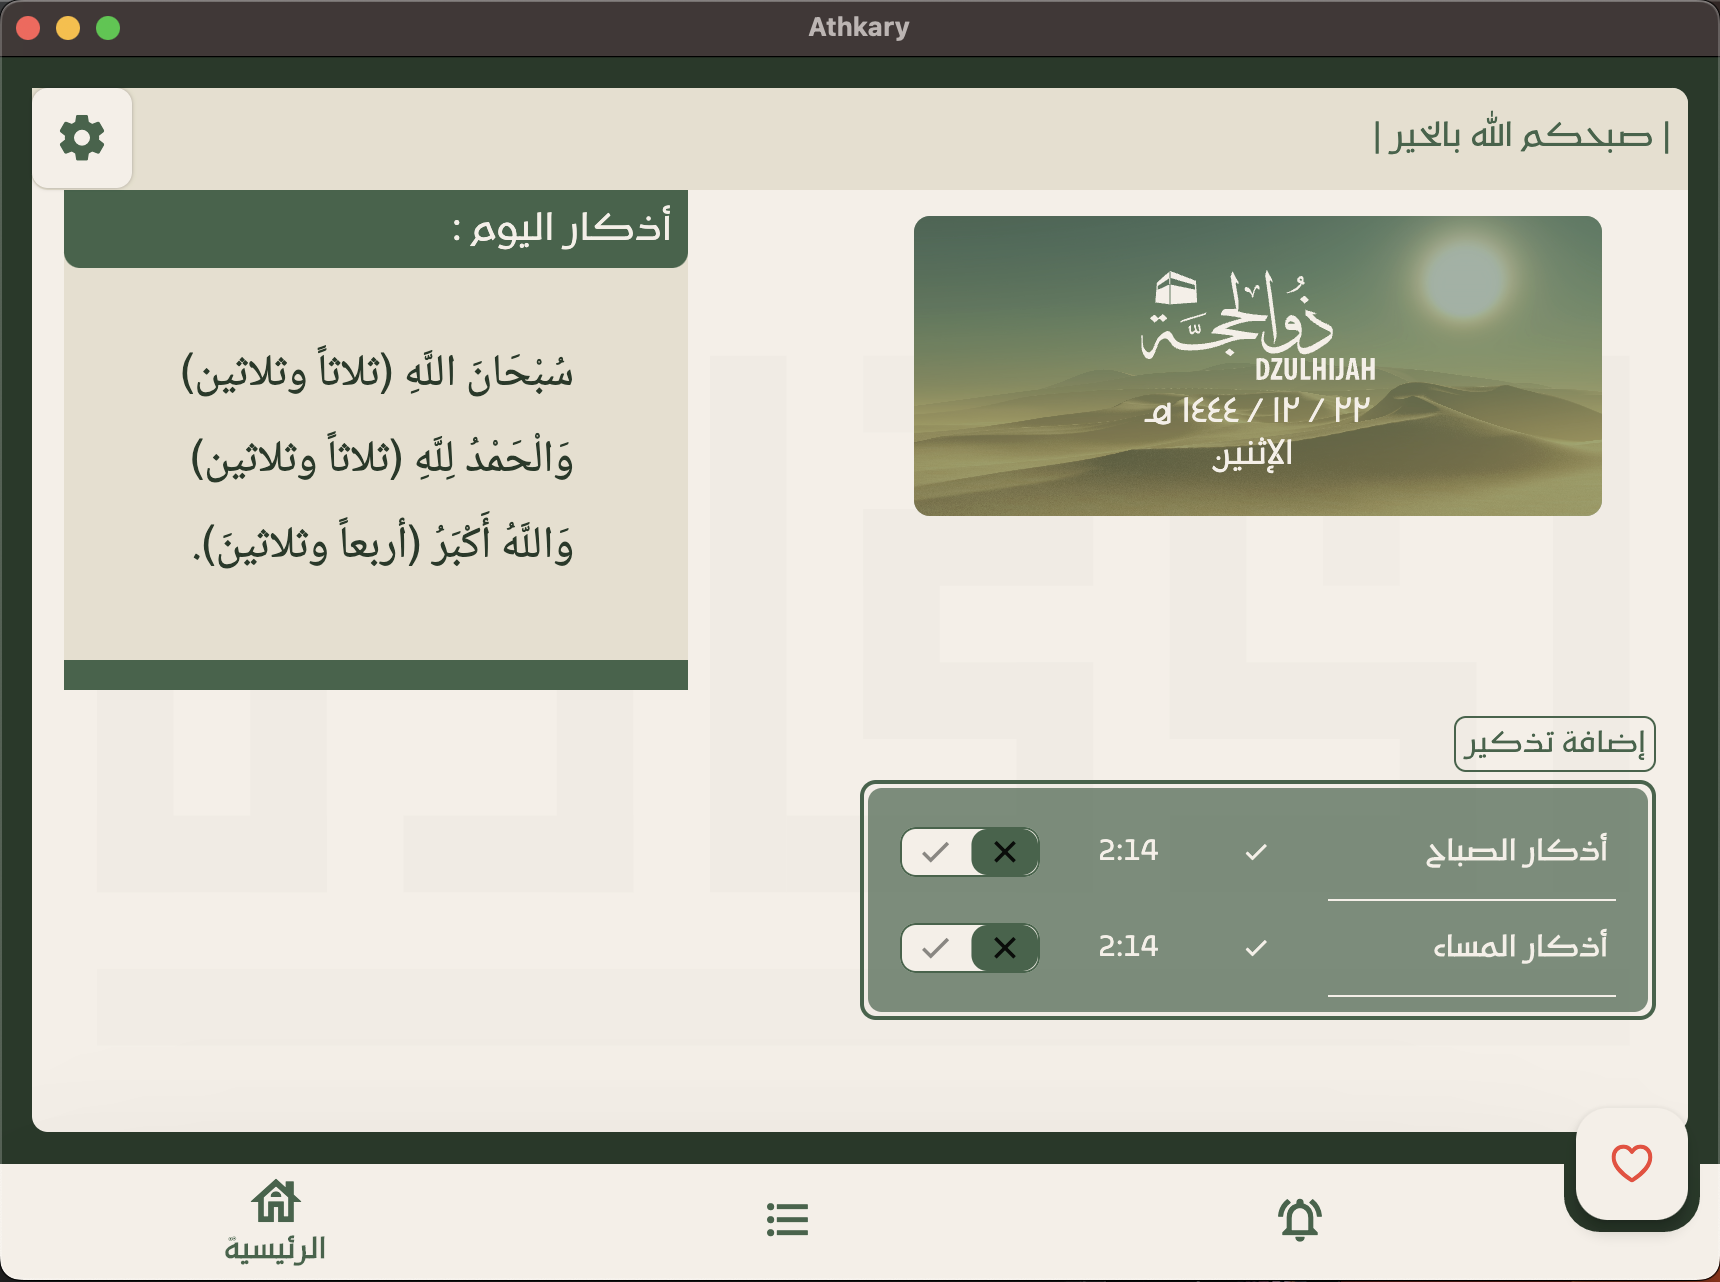 Athkary
| صبحكم الله بالخير |
ذُوالحجّة
DZULHIJAH
٢٢ / ١٢ / ١٤٤٤ هـ
الإثنين
أذكار اليوم :
سُبْحَانَ اللَّهِ (ثلاثاً وثلاثين)
وَالْحَمْدُ لِلَّهِ (ثلاثاً وثلاثين)
وَاللَّهُ أَكْبَرُ (أربعاً وثلاثينَ).
إضافة تذكير
أذكار الصباح 2:14
أذكار المساء 2:14
الرئيسية